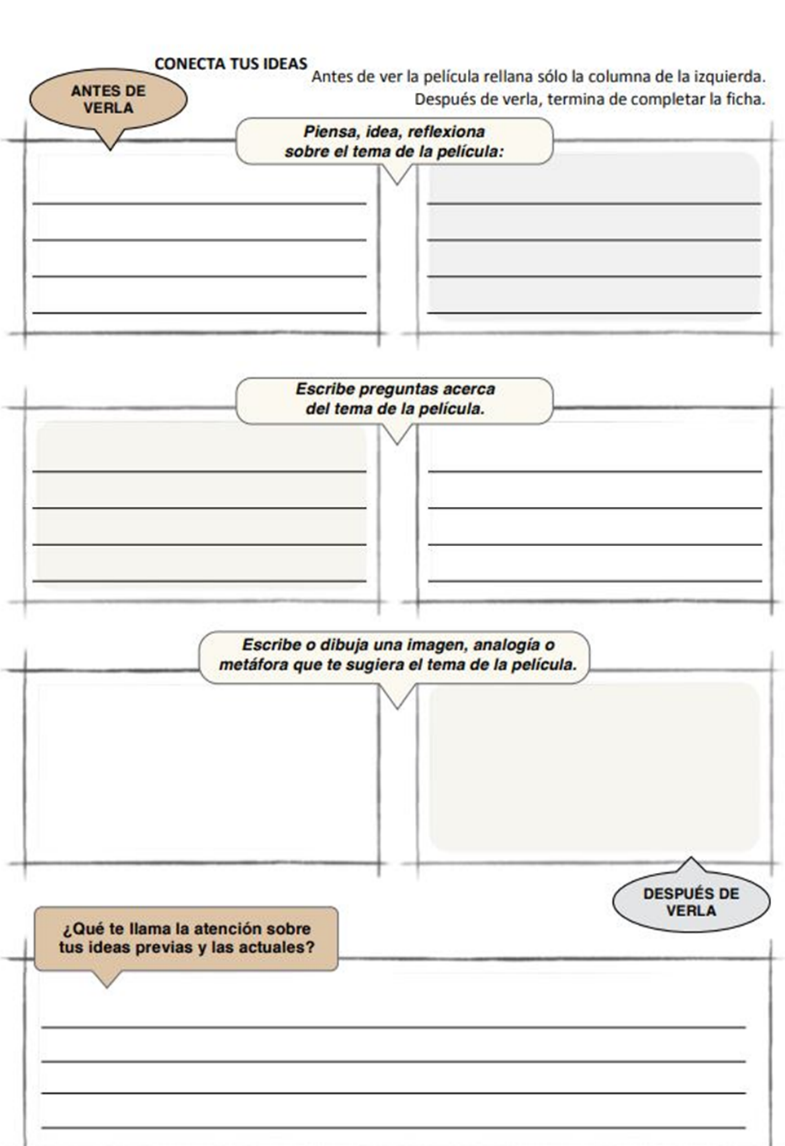 CONECTA TUS IDEAS
Antes de ver la película rellana sólo la columna de la izquierda.
Después de verla, termina de completar la ficha.
ANTES DE
VERLA
Piensa, idea, reflexiona
sobre el tema de la película:
Escribe preguntas acerca
del tema de la película.
Escribe o dibuja una imagen, analogía o
metáfora que te sugiera el tema de la película.
DESPUÉS DE
VERLA
¿Qué te llama la atención sobre
tus ideas previas y las actuales?